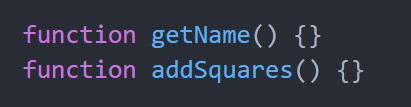 function getName() {}
function addSquares() {}